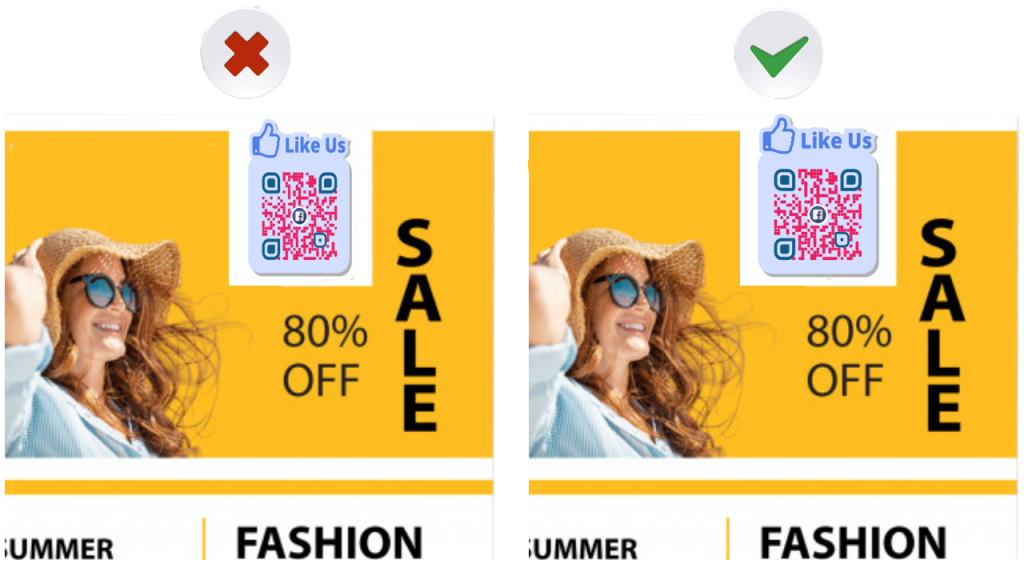 Like Us
80%
OFF
SALE
SUMMER
FASHION
Like Us
80%
OFF
SALE
SUMMER
FASHION